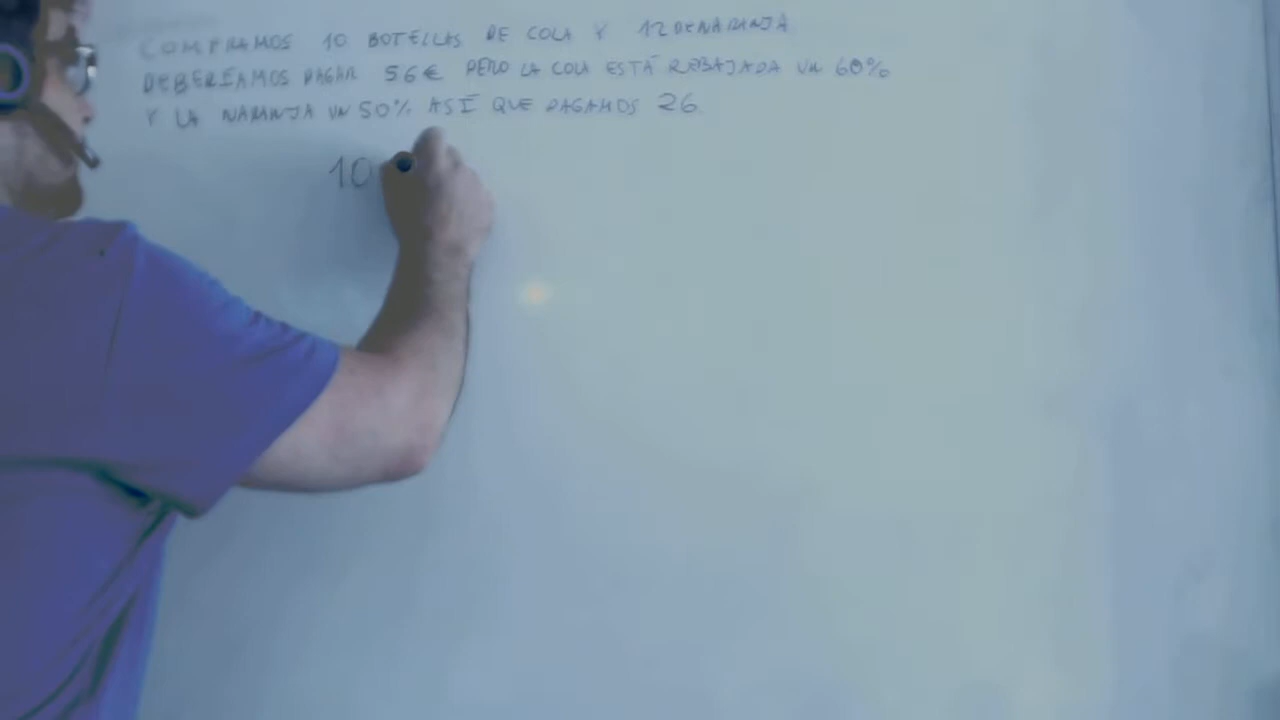 COMPRAMOS 10 BOTELLAS DE COLA Y 12 DE NARANJA
DEBERÍAMOS PAGAR 56€ PERO LA COLA ESTÁ REBAJADA UN 60%
Y LA NARANJA UN 50% ASÍ QUE PAGAMOS 26.
10